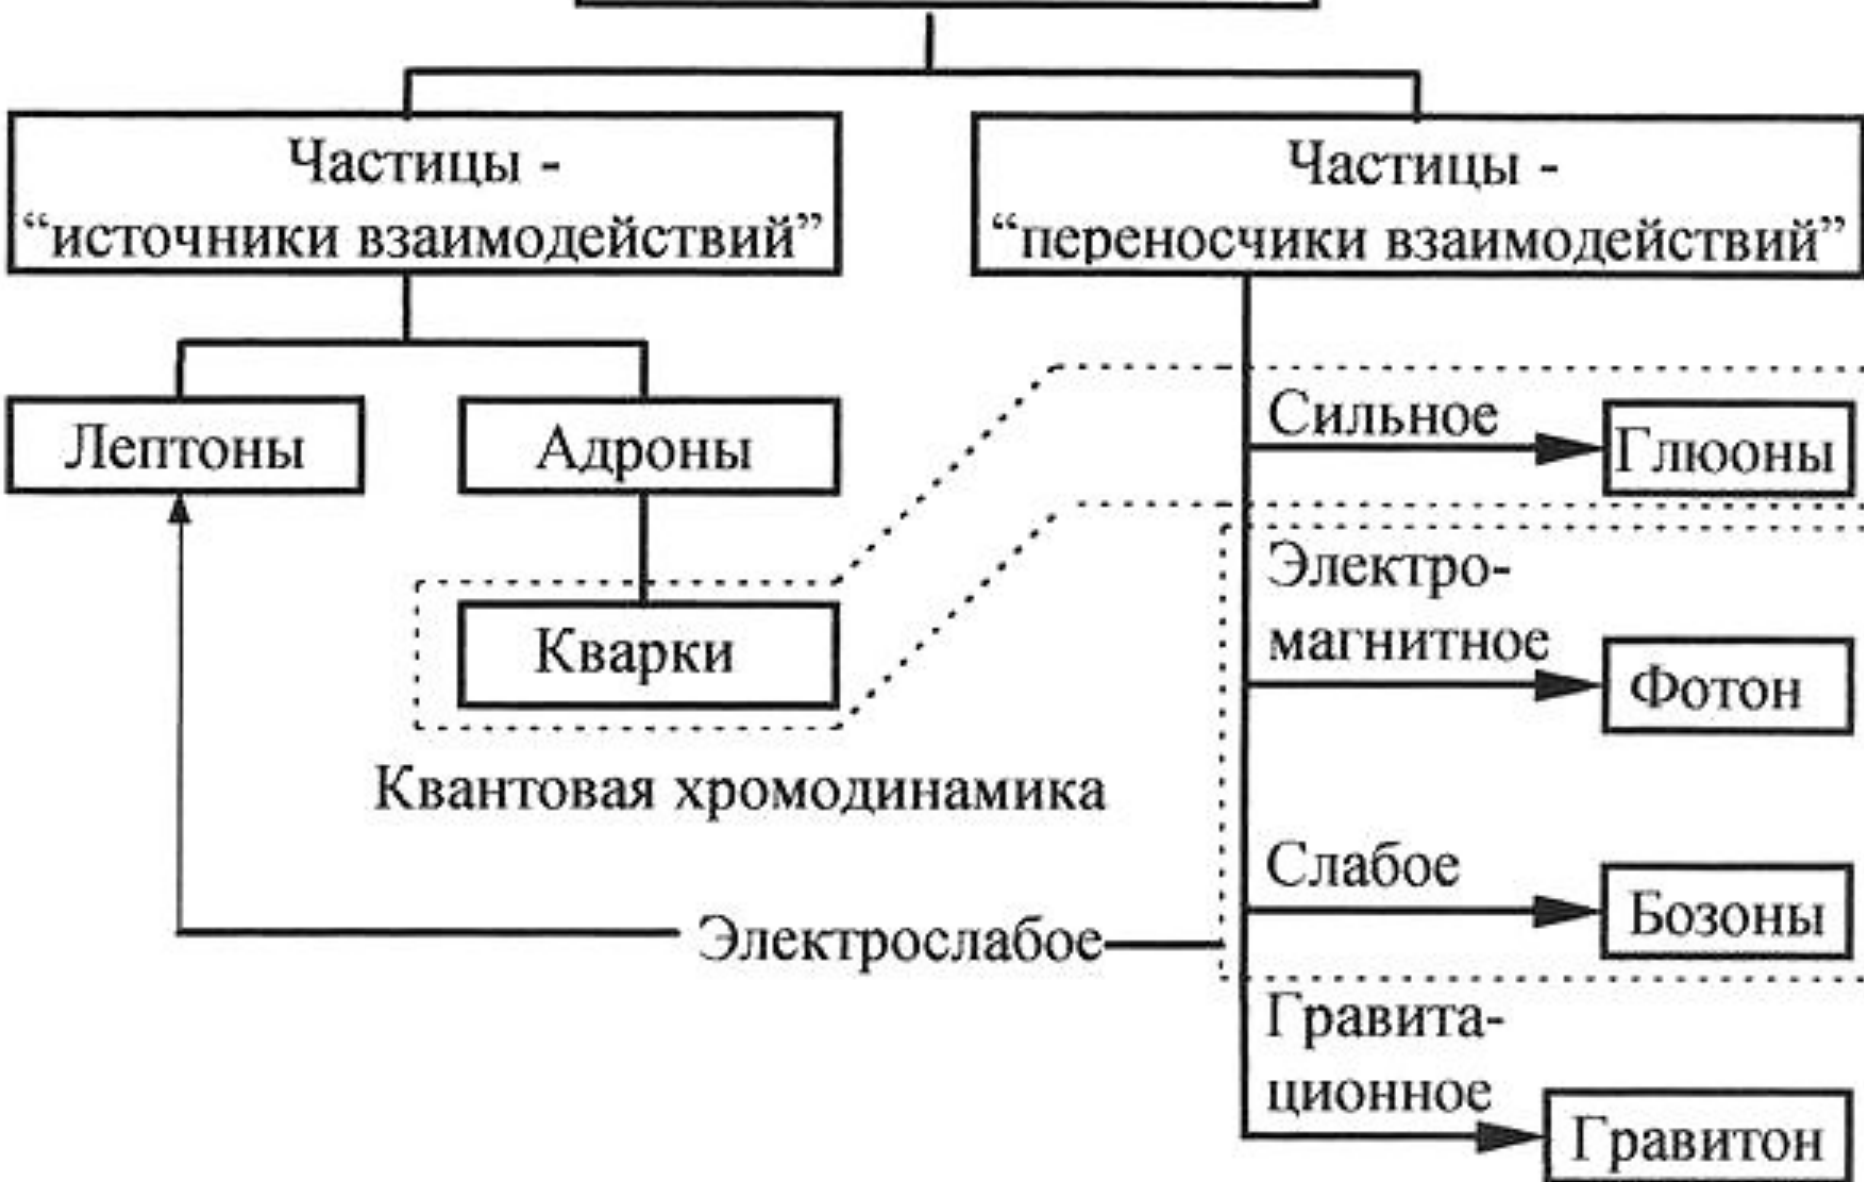 Частицы -
“источники взаимодействий”
Частицы -
“переносчики взаимодействий”
Лептоны
Адроны
Кварки
Квантовая хромодинамика
Электрослабое
Сильное
Глюоны
Электро-
магнитное
Фотон
Слабое
Бозоны
Гравита-
ционное
Гравитон